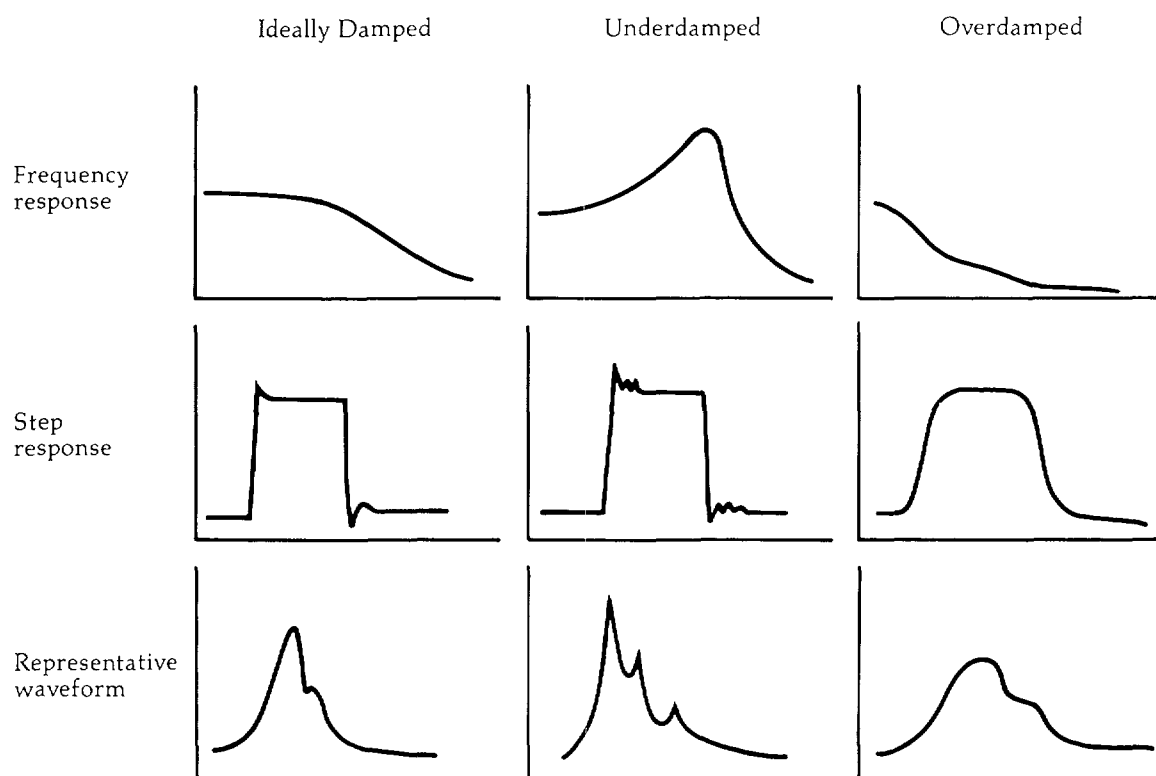 Ideally Damped
Underdamped
Overdamped
Frequency
response
Step
response
Representative
waveform